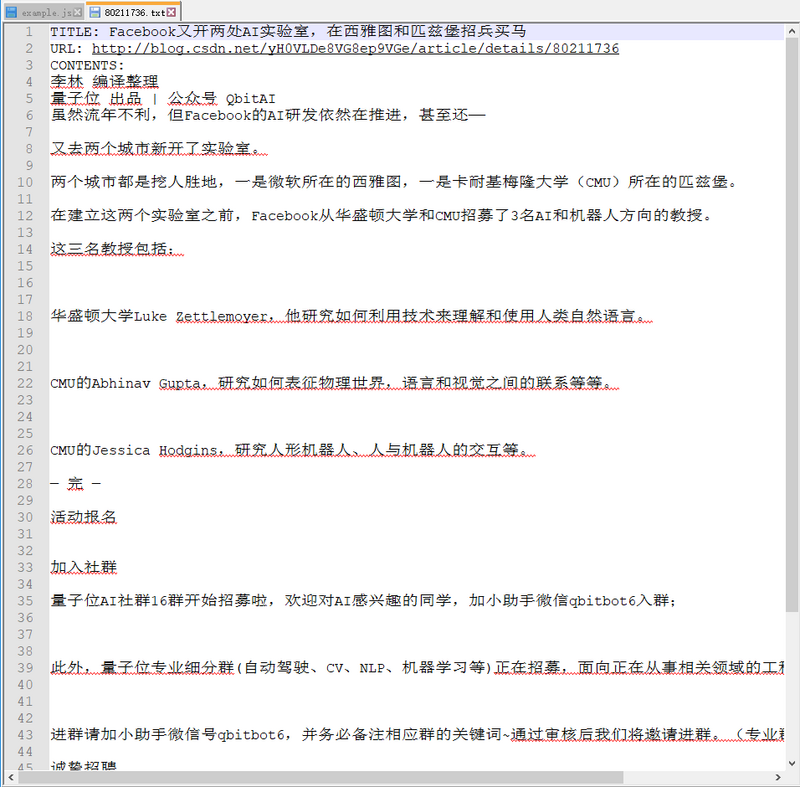 example.js
80211736.txt
1 TITLE: Facebook又开两处AI实验室，在西雅图和匹兹堡招兵买马
2 URL: http://blog.csdn.net/yH0VLDe8VG8ep9VGe/article/details/80211736
3 CONTENTS:
4 李林 编译整理
5 量子位 出品 | 公众号 QbitAI
6 虽然流年不利，但Facebook的AI研发依然在推进，甚至还——
7
8 又去两个城市新开了实验室。
9
10 两个城市都是挖人胜地，一是微软所在的西雅图，一是卡耐基梅隆大学（CMU）所在的匹兹堡。
11
12 在建立这两个实验室之前，Facebook从华盛顿大学和CMU招募了3名AI和机器人方向的教授。
13
14 这三名教授包括：
15
16
17
18 华盛顿大学Luke Zettlemoyer，他研究如何利用技术来理解和使用人类自然语言。
19
20
21
22 CMU的Abhinav Gupta，研究如何表征物理世界，语言和视觉之间的联系等等。
23
24
25
26 CMU的Jessica Hodgins，研究人形机器人、人与机器人的交互等。
27
28 — 完 —
29
30 活动报名
31
32
33 加入社群
34
35 量子位AI社群16群开始招募啦，欢迎对AI感兴趣的同学，加小助手微信qbitbot6入群；
36
37
38
39 此外，量子位专业细分群(自动驾驶、CV、NLP、机器学习等)正在招募，面向正在从事相关领域的工程
40
41
42
43 进群请加小助手微信号qbitbot6，并务必备注相应群的关键词~通过审核后我们将邀请进群。（专业群
44
45 诚挚招聘